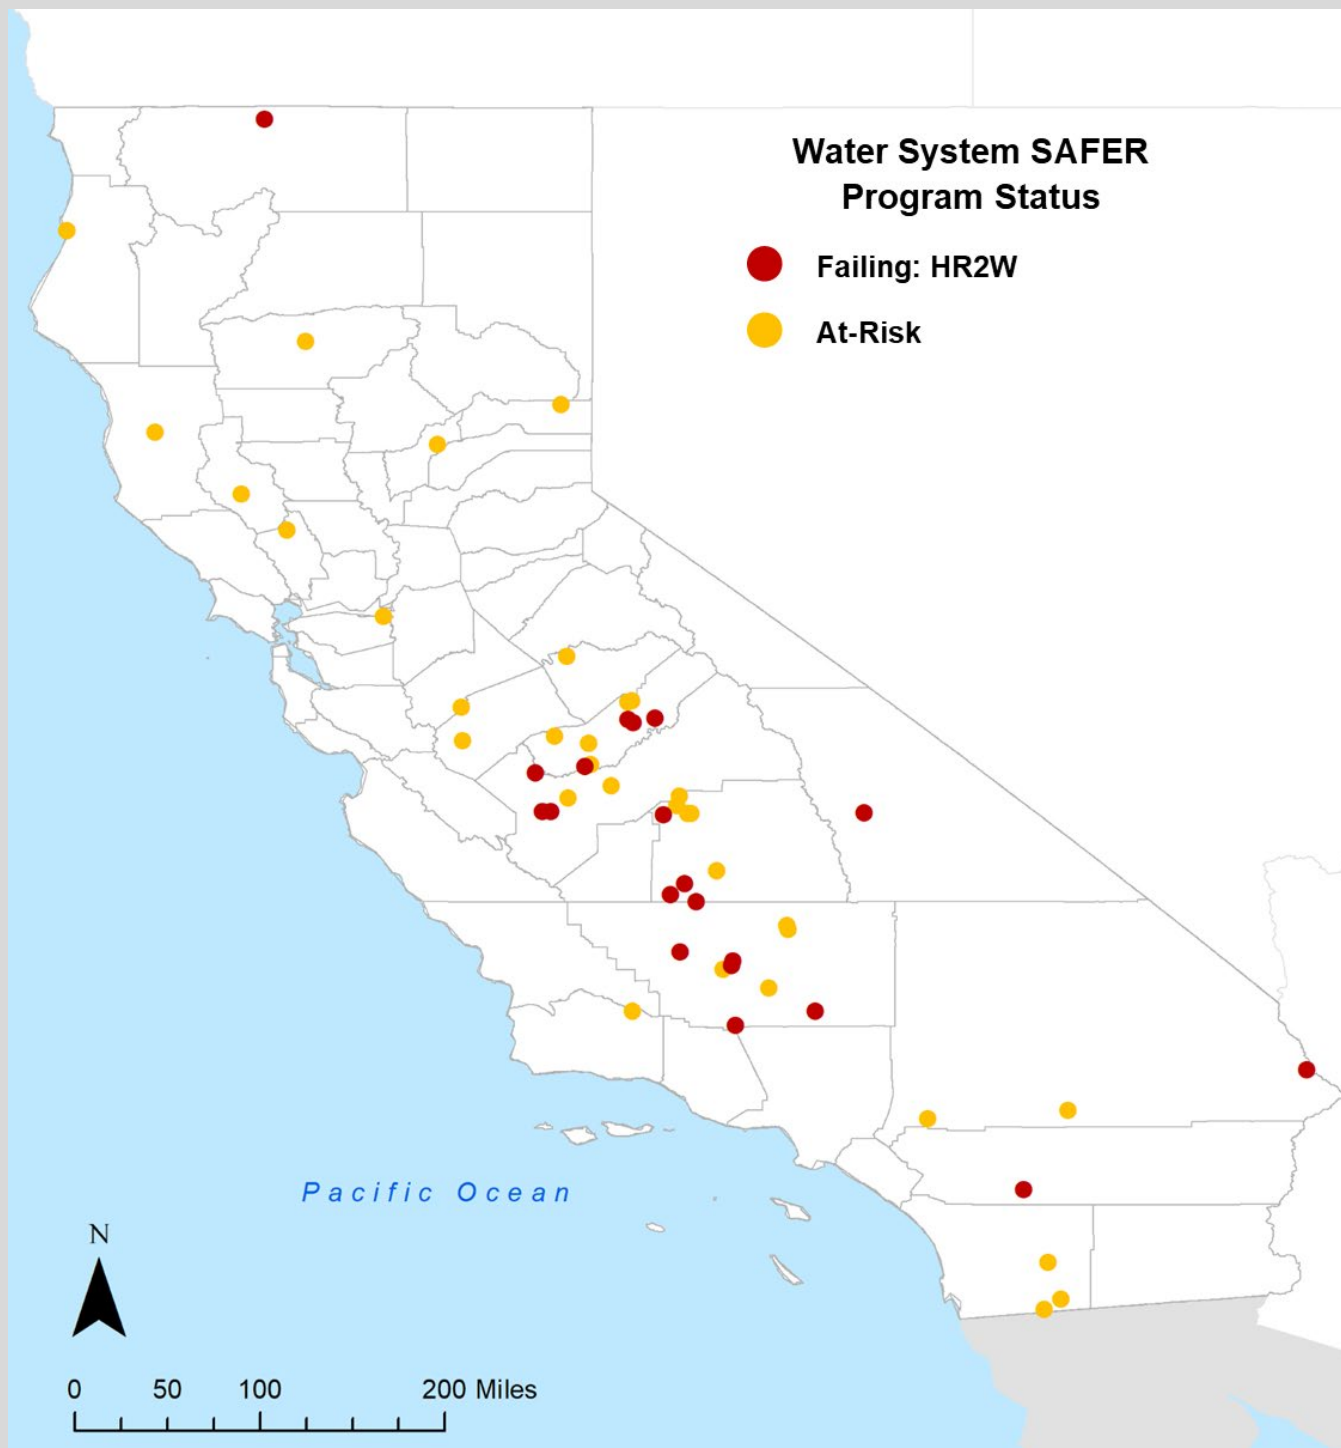 Water System SAFER
Program Status
Failing: HR2W
At-Risk
Pacific Ocean
N
0 50 100 200 Miles